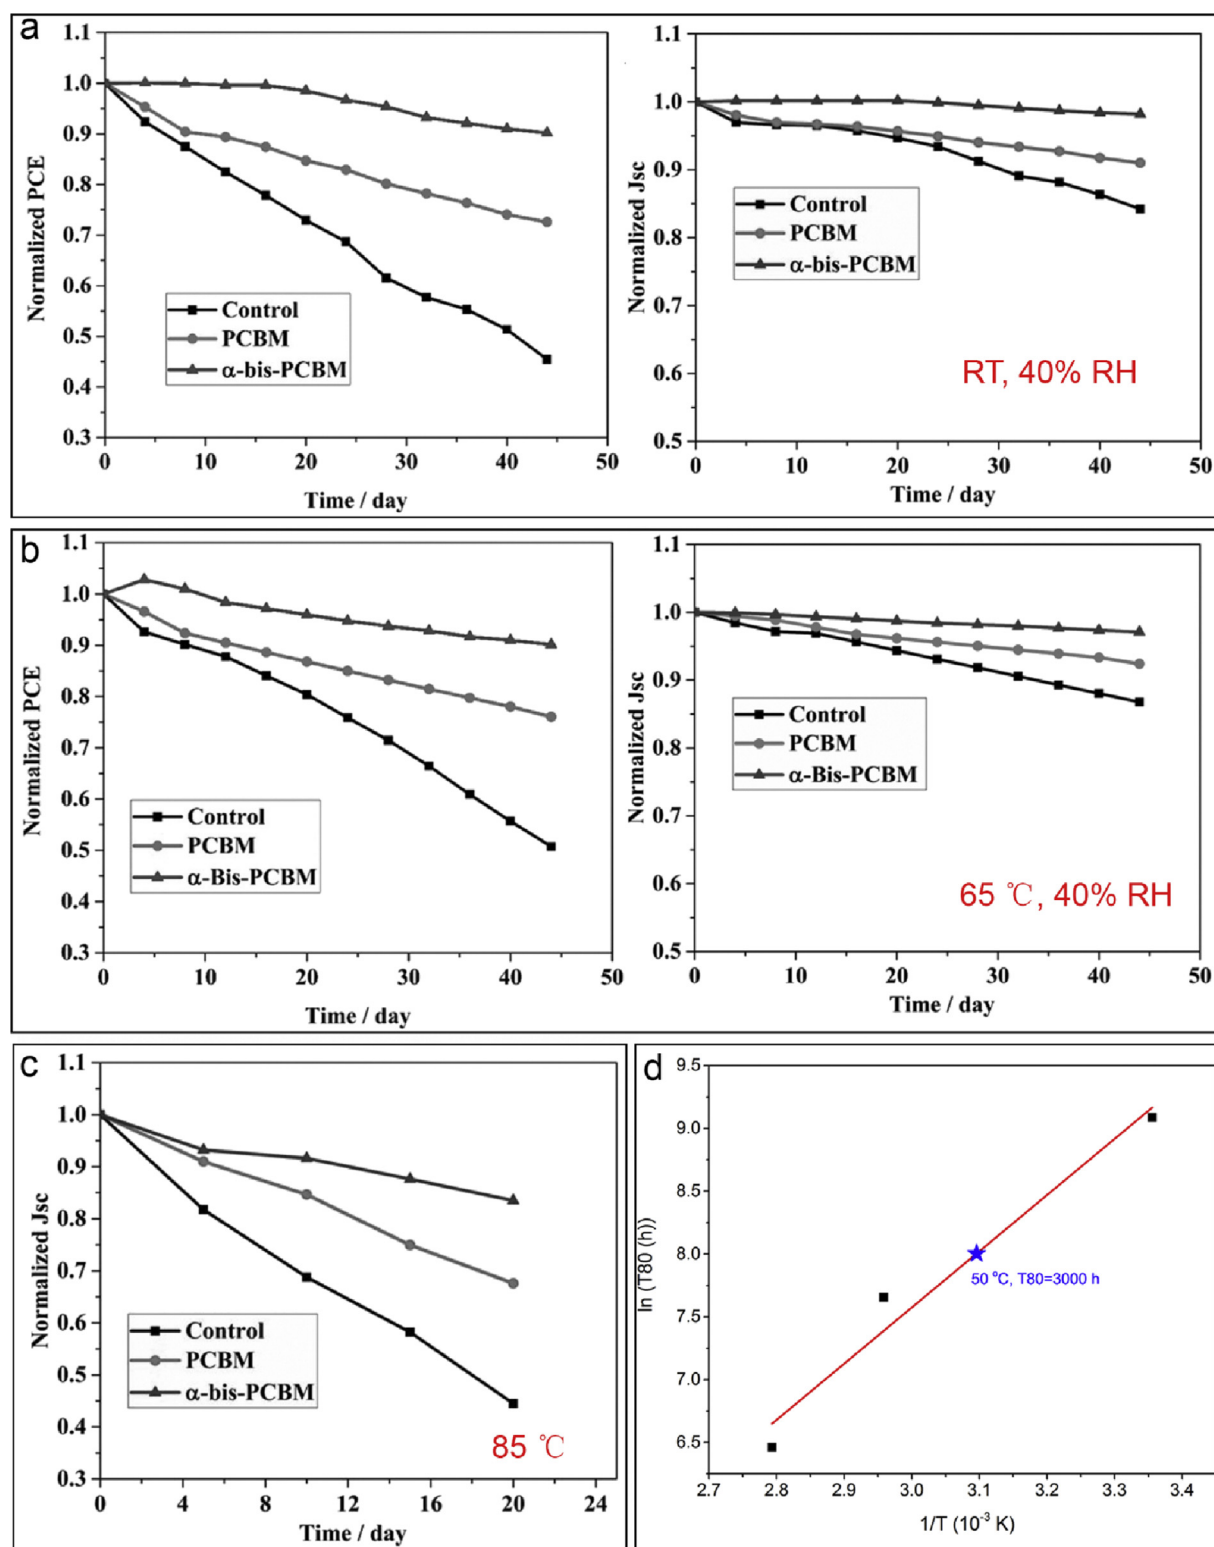 a
1.1
1.0
0.9
0.8
0.7
0.6
0.5
0.4
0.3
Normalized PCE
Control
PCBM
α-bis-PCBM
0 10 20 30 40 50
Time / day
1.1
1.0
0.9
0.8
0.7
0.6
0.5
Normalized Jsc
Control
PCBM
α-bis-PCBM
RT, 40% RH
0 10 20 30 40 50
Time / day
b
1.1
1.0
0.9
0.8
0.7
0.6
0.5
0.4
0.3
Normalized PCE
Control
PCBM
α-Bis-PCBM
0 10 20 30 40 50
Time / day
1.1
1.0
0.9
0.8
0.7
0.6
0.5
Normalized Jsc
Control
PCBM
α-Bis-PCBM
65 ℃, 40% RH
0 10 20 30 40 50
Time / day
c
1.1
1.0
0.9
0.8
0.7
0.6
0.5
0.4
0.3
Normalized Jsc
Control
PCBM
α-bis-PCBM
85 ℃
0 4 8 12 16 20 24
Time / day
d
9.5
9.0
8.5
8.0
7.5
7.0
6.5
ln (T80 (h))
50 °C, T80=3000 h
2.7 2.8 2.9 3.0 3.1 3.2 3.3 3.4
1/T (10⁻³ K)